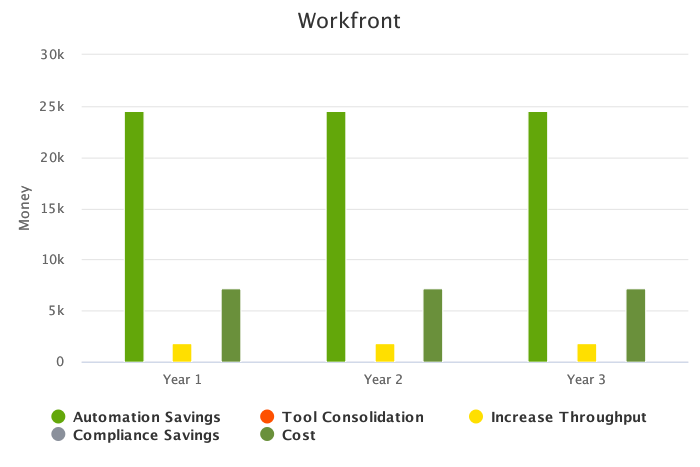 Workfront
30k
25k
20k
15k
10k
5k
0
Money
Year 1 Year 2 Year 3
Automation Savings Tool Consolidation Increase Throughput
Compliance Savings Cost